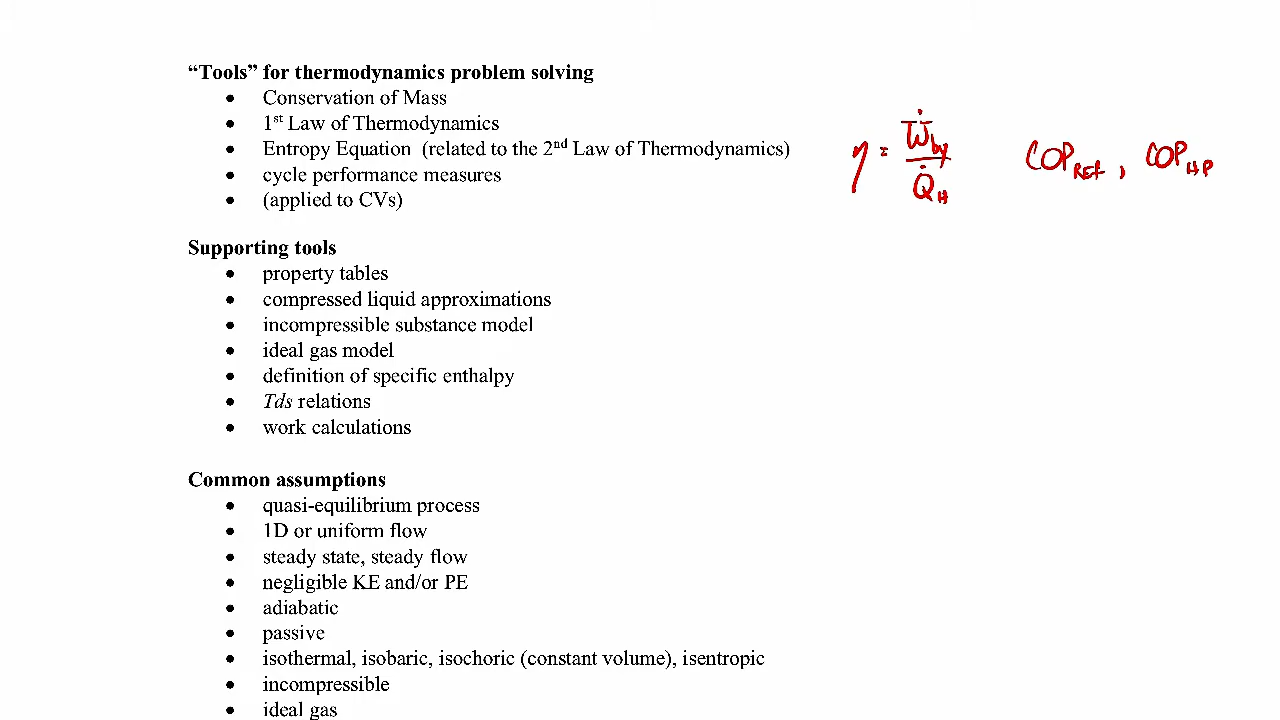 “Tools” for thermodynamics problem solving
• Conservation of Mass
• 1st Law of Thermodynamics
• Entropy Equation (related to the 2nd Law of Thermodynamics)
• cycle performance measures
• (applied to CVs)
η = Ẇby / Q̇H
COPREF, COPHP
Supporting tools
• property tables
• compressed liquid approximations
• incompressible substance model
• ideal gas model
• definition of specific enthalpy
• Tds relations
• work calculations
Common assumptions
• quasi-equilibrium process
• 1D or uniform flow
• steady state, steady flow
• negligible KE and/or PE
• adiabatic
• passive
• isothermal, isobaric, isochoric (constant volume), isentropic
• incompressible
• ideal gas